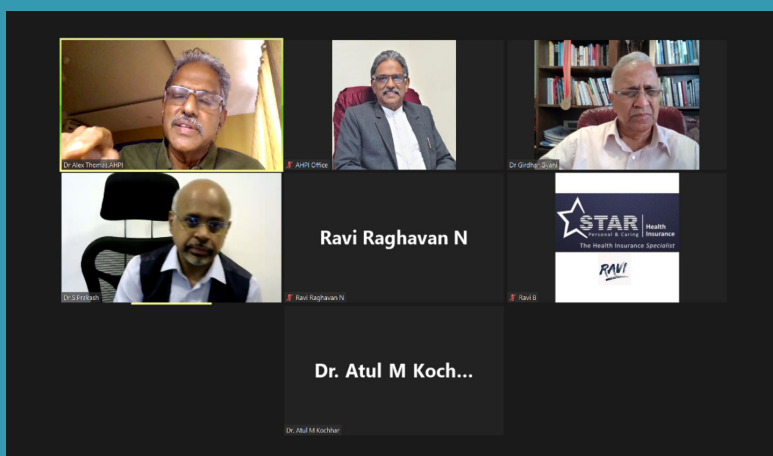 Dr Alex Thomas,AHPI
AHPI Office
Dr Girdhar Gyani
Dr.S.Prakash
Ravi Raghavan N
Ravi Raghavan N
STAR
Personal & Caring
Health
Insurance
The Health Insurance Specialist
RAVI
Ravi B
Dr. Atul M Koch...
Dr. Atul M Kochhar